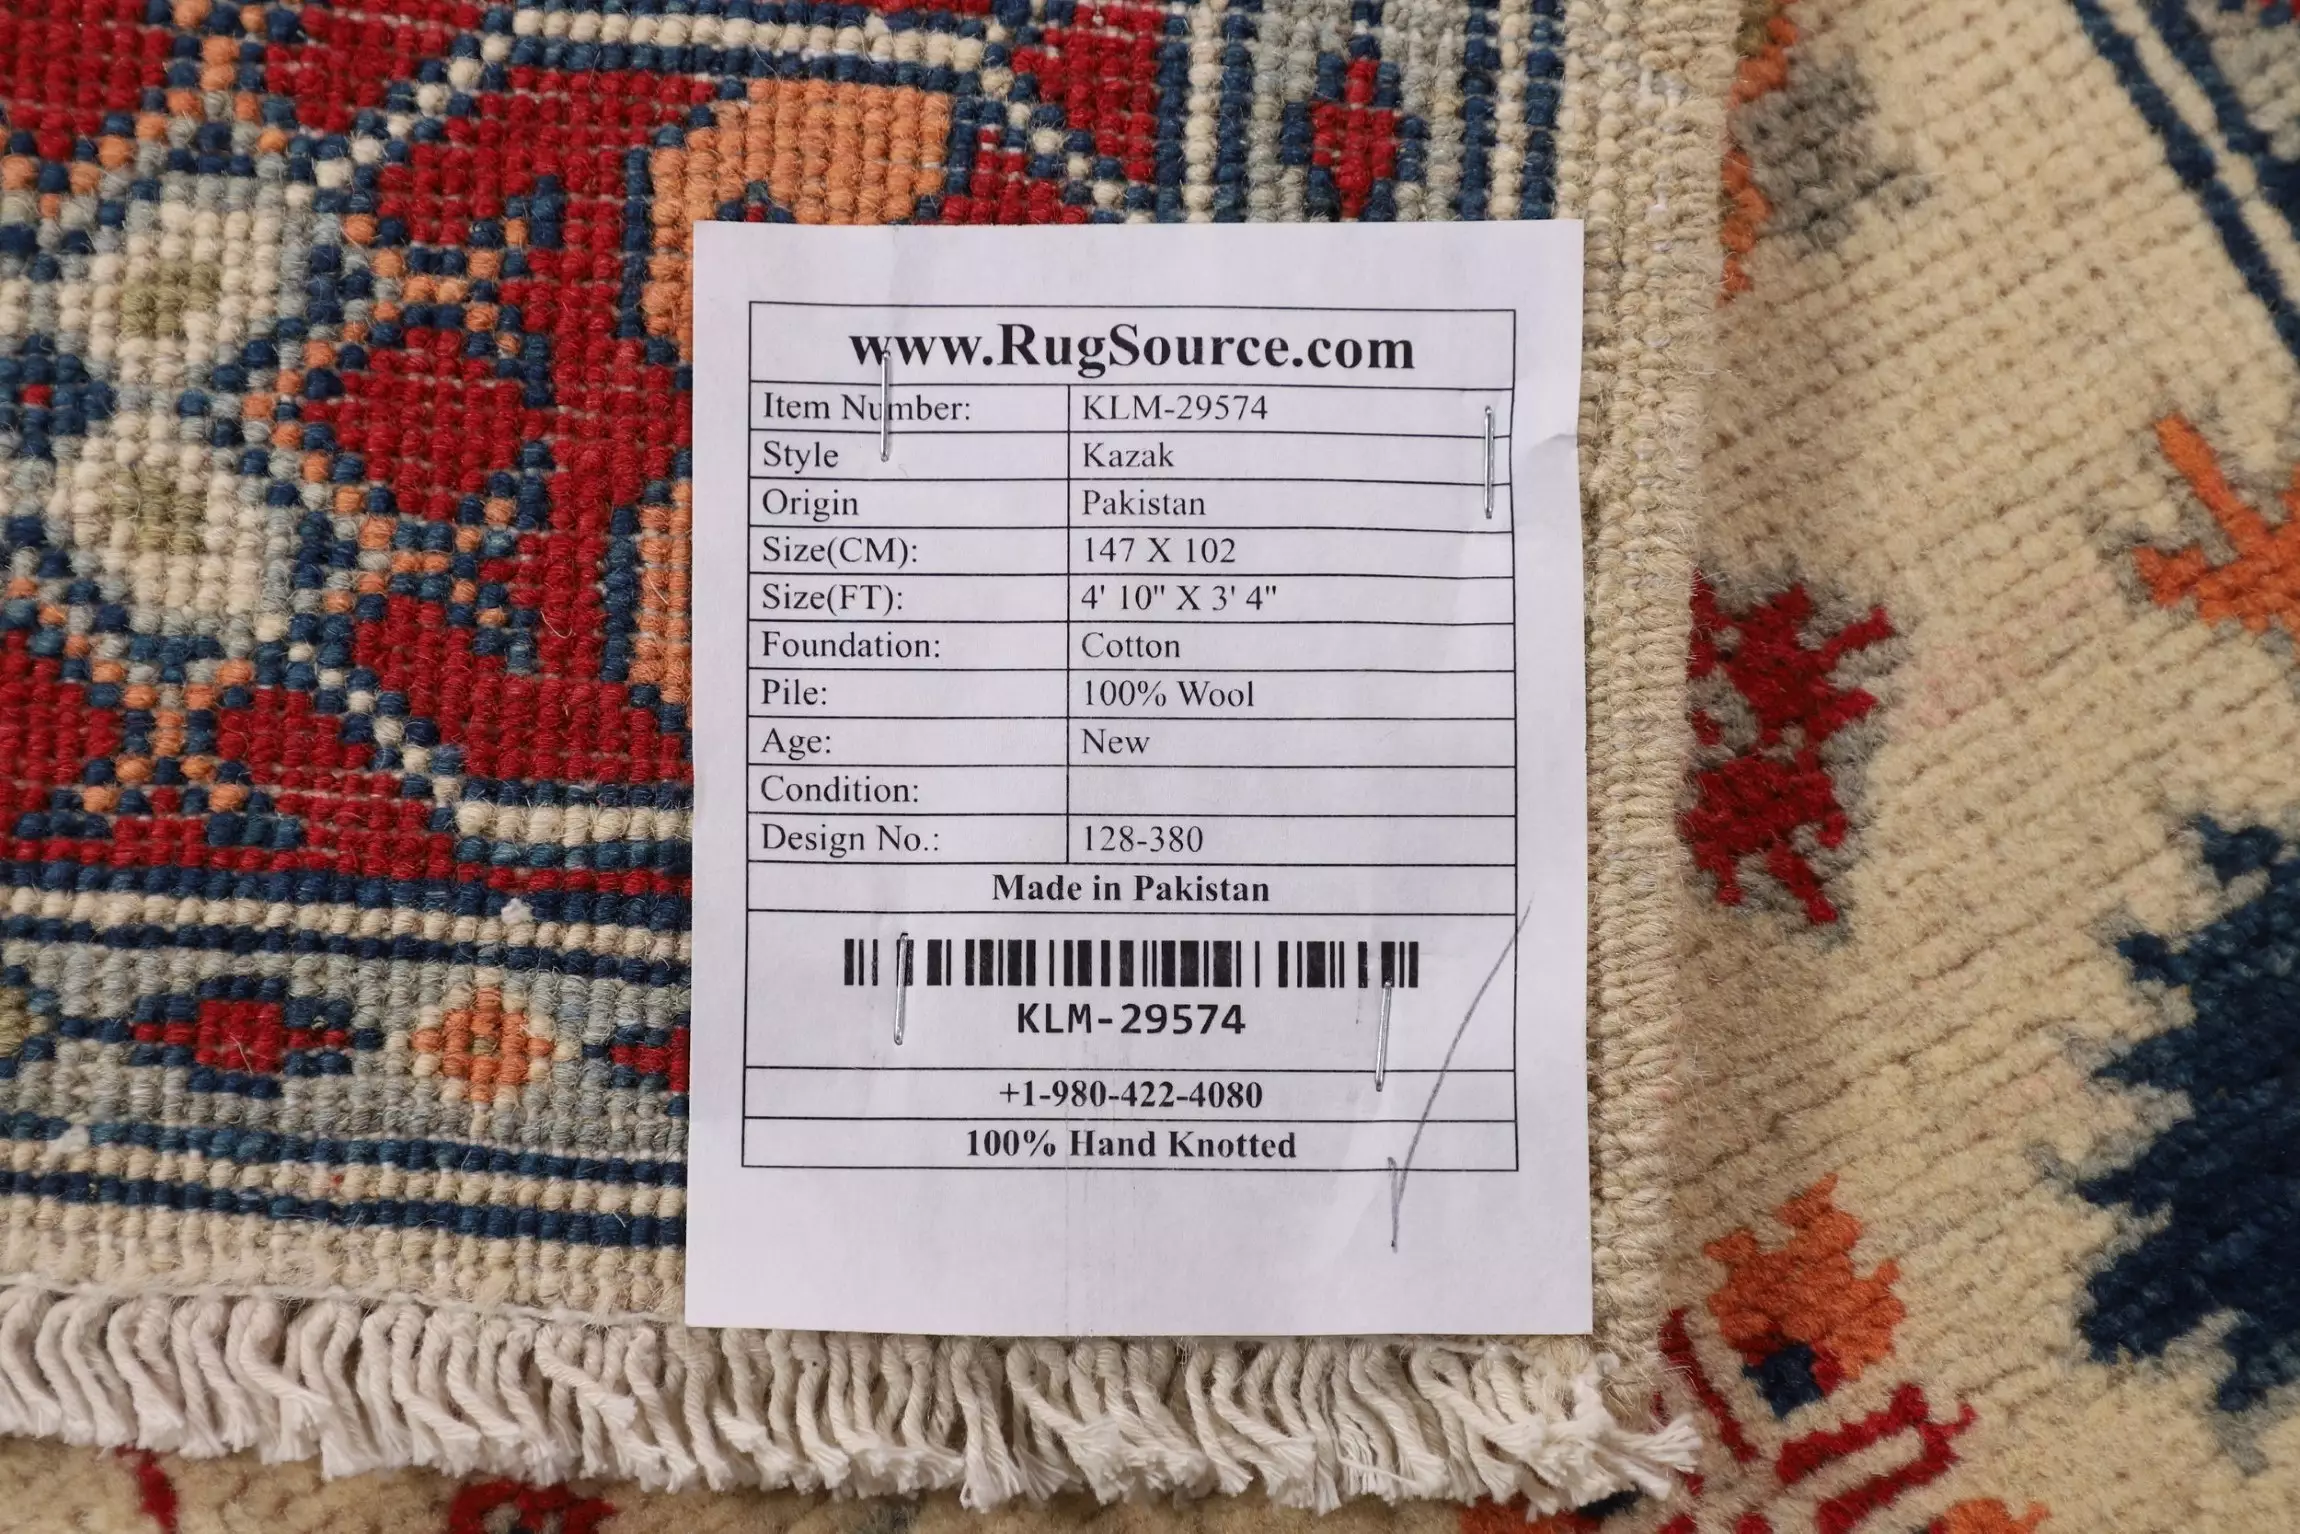 www.RugSource.com
Item Number: KLM-29574
Style Kazak
Origin Pakistan
Size(CM): 147 X 102
Size(FT): 4' 10" X 3' 4"
Foundation: Cotton
Pile: 100% Wool
Age: New
Condition:
Design No.: 128-380
Made in Pakistan
KLM-29574
+1-980-422-4080
100% Hand Knotted